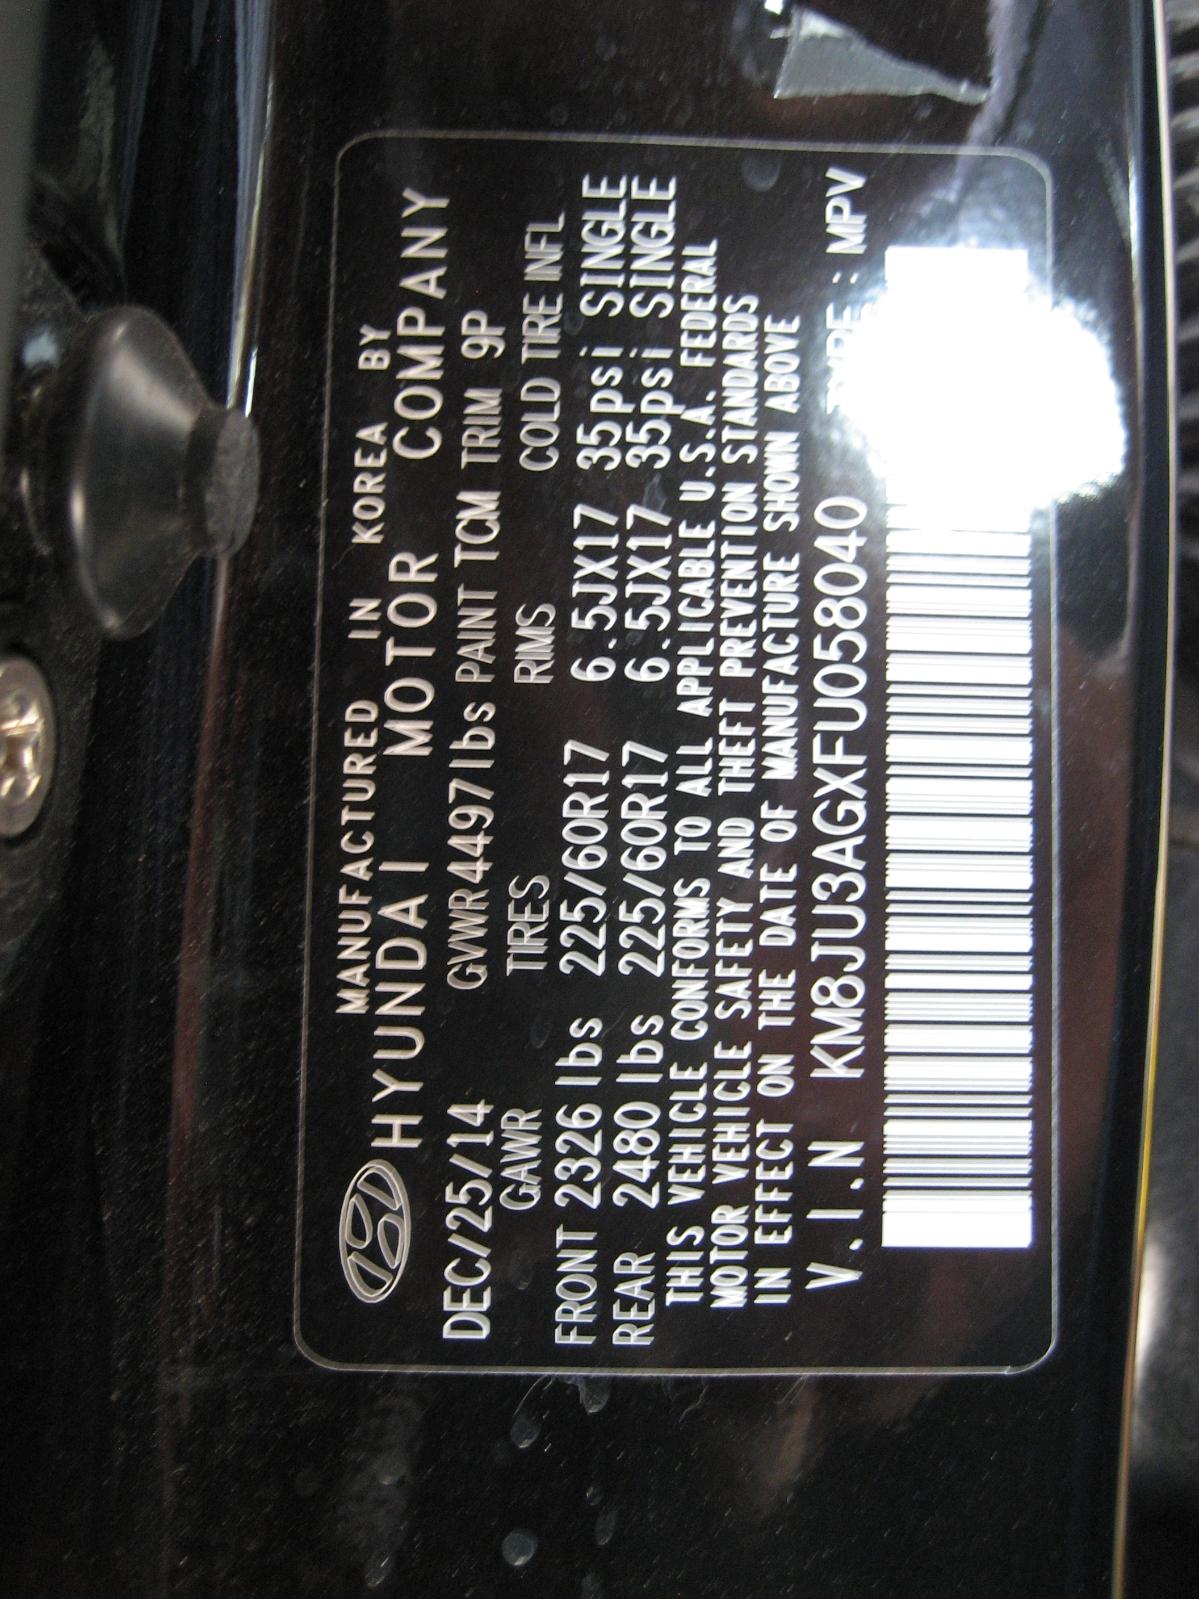 MANUFACTURED IN KOREA BY
HYUNDAI MOTOR COMPANY
DEC/25/14 GVWR 4497 lbs PAINT TCM TRIM 9P
GAWR TIRES RIMS COLD TIRE INFL
FRONT 2326 lbs 225/60R17 6.5JX17 35psi SINGLE
REAR 2480 lbs 225/60R17 6.5JX17 35psi SINGLE
THIS VEHICLE CONFORMS TO ALL APPLICABLE U.S.A. FEDERAL
MOTOR VEHICLE SAFETY AND THEFT PREVENTION STANDARDS
IN EFFECT ON THE DATE OF MANUFACTURE SHOWN ABOVE
V.I.N KM8JU3AGXFU058040 TYPE : MPV